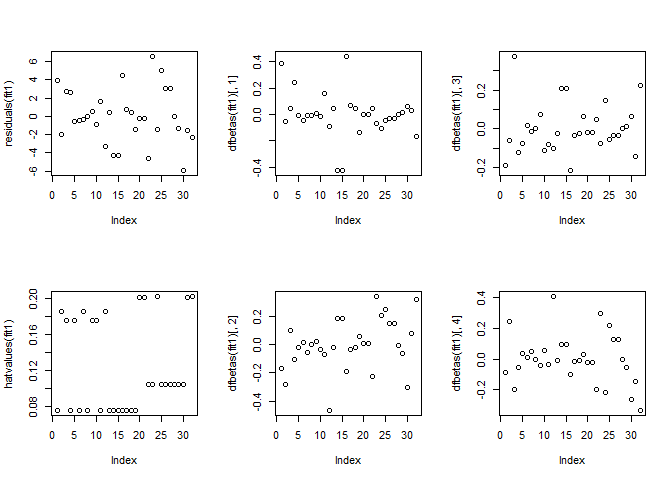 residuals(fit1)
6
4
2
0
-2
-4
-6
0 5 10 15 20 25 30
Index
dfbetas(fit1)[, 1]
0.4
0.0
-0.4
0 5 10 15 20 25 30
Index
dfbetas(fit1)[, 3]
0.2
0.0
-0.2
0 5 10 15 20 25 30
Index
hatvalues(fit1)
0.20
0.16
0.12
0.08
0 5 10 15 20 25 30
Index
dfbetas(fit1)[, 2]
0.2
0.0
-0.2
-0.4
0 5 10 15 20 25 30
Index
dfbetas(fit1)[, 4]
0.4
0.2
0.0
-0.2
0 5 10 15 20 25 30
Index